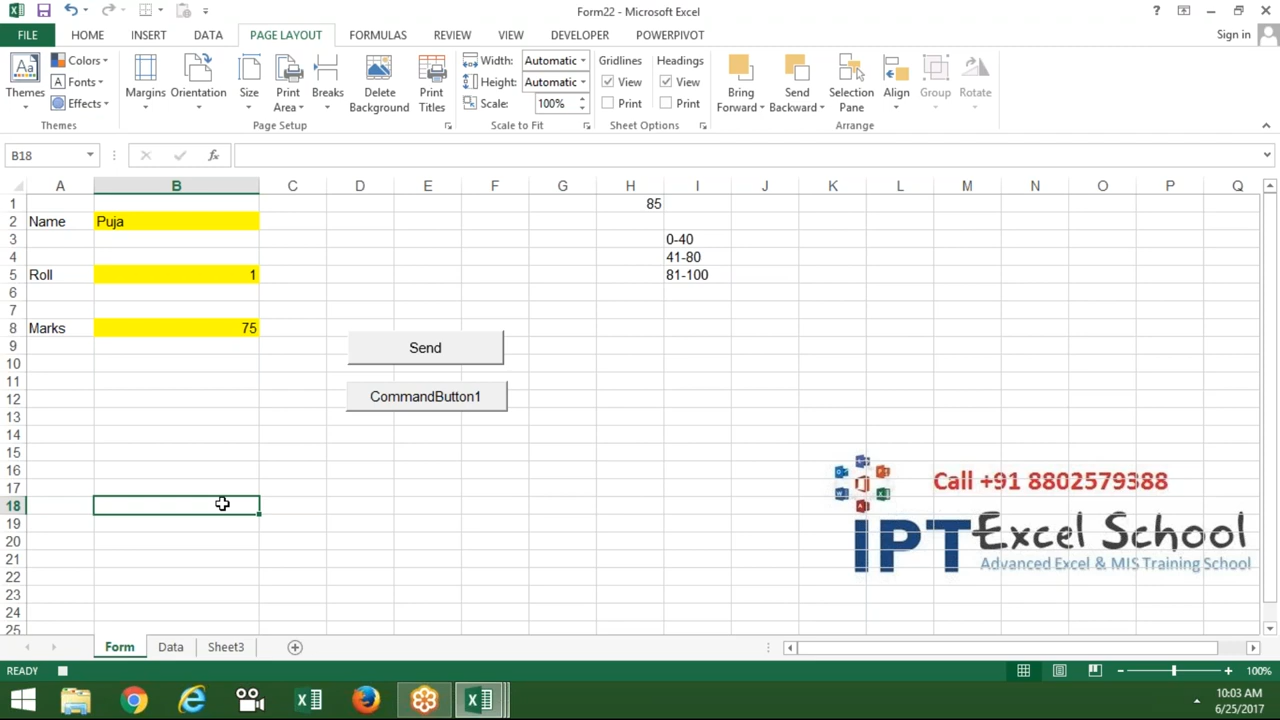 Form22 - Microsoft Excel
?
FILE HOME INSERT DATA PAGE LAYOUT FORMULAS REVIEW VIEW DEVELOPER POWERPIVOT Sign in
Aa
Themes
Colors
Fonts
Effects
Margins
Orientation
Size
Print
Area
Breaks
Delete
Background
Print
Titles
Width: Automatic
Height: Automatic
Scale: 100%
Gridlines
View
Print
Headings
View
Print
Bring
Forward
Send
Backward
Selection
Pane
Align
Group
Rotate
Themes Page Setup Scale to Fit Sheet Options Arrange
B18 fx
A B C D E F G H I J K L M N O P Q
1 85
2 Name Puja
3 0-40
4 41-80
5 Roll 1 81-100
6
7
8 Marks 75
9 Send
10
11
12 CommandButton1
13
14
15
16
17 Call +91 8802579388
18
19
20 IPT Excel School
21 Advanced Excel & MIS Training School
22
23
24
25
Form Data Sheet3
READY 100%
10:03 AM
6/25/2017